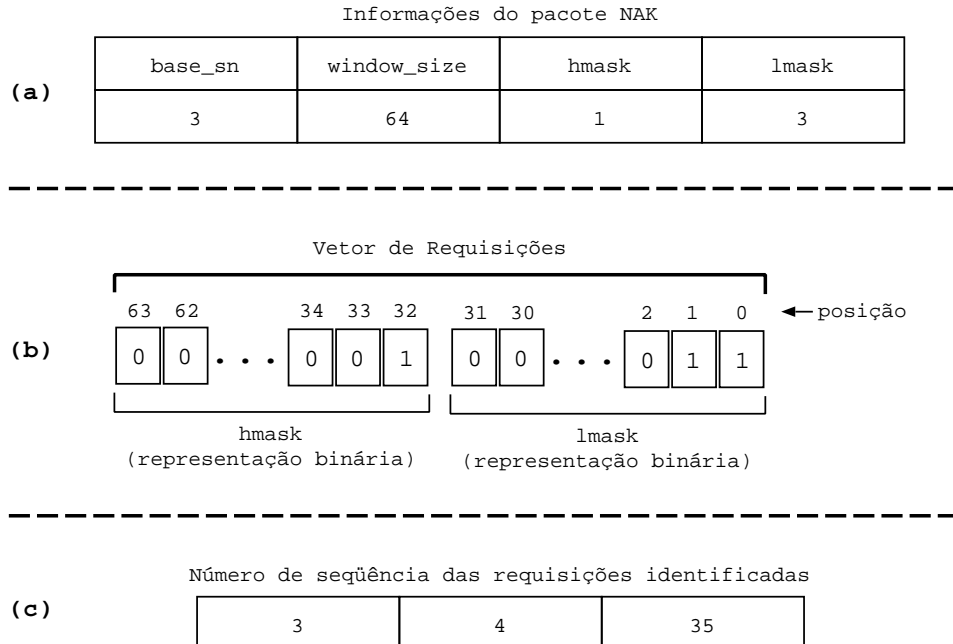 Informações do pacote NAK
(a)
base_sn window_size hmask lmask
3 64 1 3
Vetor de Requisições
63 62 34 33 32 31 30 2 1 0 posição
(b)
0 0 . . . 0 0 1 0 0 . . . 0 1 1
hmask lmask
(representação binária) (representação binária)
Número de seqüência das requisições identificadas
(c)
3 4 35